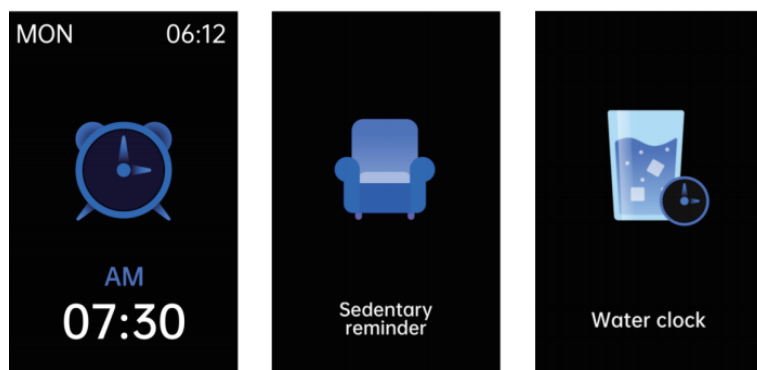 MON 06:12
AM
07:30
Sedentary
reminder
Water clock